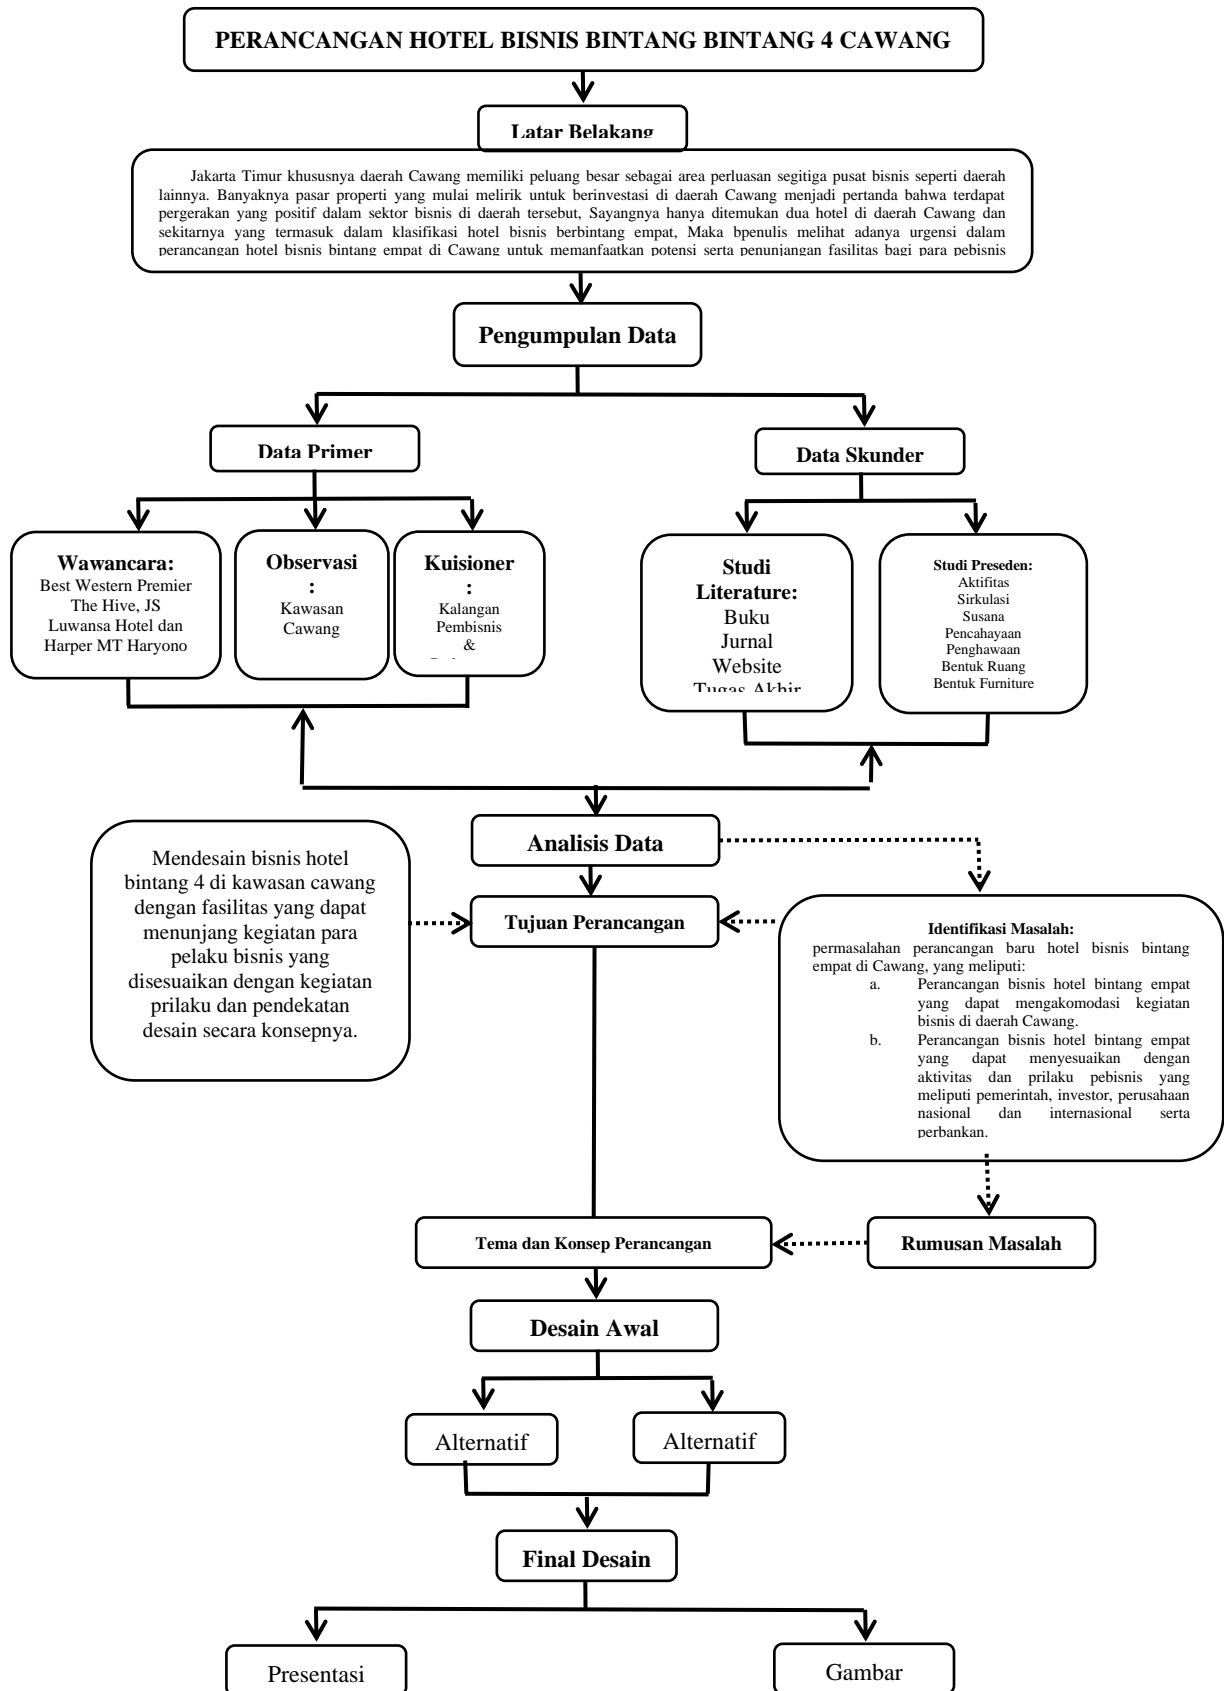 PERANCANGAN HOTEL BISNIS BINTANG BINTANG 4 CAWANG
Latar Belakang
Jakarta Timur khususnya daerah Cawang memiliki peluang besar sebagai area perluasan segitiga pusat bisnis seperti daerah
lainnya. Banyaknya pasar properti yang mulai melirik untuk berinvestasi di daerah Cawang menjadi pertanda bahwa terdapat
pergerakan yang positif dalam sektor bisnis di daerah tersebut, Sayangnya hanya ditemukan dua hotel di daerah Cawang dan
sekitarnya yang termasuk dalam klasifikasi hotel bisnis berbintang empat, Maka bpenulis melihat adanya urgensi dalam
perancangan hotel bisnis bintang empat di Cawang untuk memanfaatkan potensi serta penunjangan fasilitas bagi para pebisnis
Pengumpulan Data
Data Primer
Data Skunder
Wawancara:
Best Western Premier
The Hive, JS
Luwansa Hotel dan
Harper MT Haryono
Observasi
:
Kawasan
Cawang
Kuisioner
:
Kalangan
Pembisnis
&
Studi
Literature:
Buku
Jurnal
Website
Tugas Akhir
Studi Preseden:
Aktifitas
Sirkulasi
Susana
Pencahayaan
Penghawaan
Bentuk Ruang
Bentuk Furniture
Analisis Data
Mendesain bisnis hotel
bintang 4 di kawasan cawang
dengan fasilitas yang dapat
menunjang kegiatan para
pelaku bisnis yang
disesuaikan dengan kegiatan
prilaku dan pendekatan
desain secara konsepnya.
Tujuan Perancangan
Identifikasi Masalah:
permasalahan perancangan baru hotel bisnis bintang
empat di Cawang, yang meliputi:
a. Perancangan bisnis hotel bintang empat
yang dapat mengakomodasi kegiatan
bisnis di daerah Cawang.
b. Perancangan bisnis hotel bintang empat
yang dapat menyesuaikan dengan
aktivitas dan prilaku pebisnis yang
meliputi pemerintah, investor, perusahaan
nasional dan internasional serta
perbankan.
Tema dan Konsep Perancangan
Rumusan Masalah
Desain Awal
Alternatif
Alternatif
Final Desain
Presentasi
Gambar